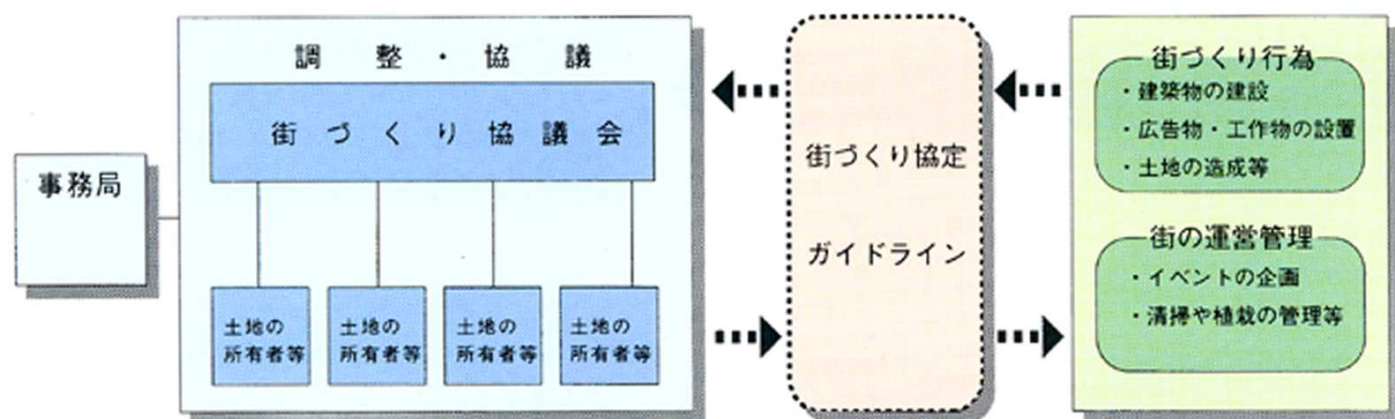 事務局
調整・協議
街づくり協議会
土地の
所有者等
土地の
所有者等
土地の
所有者等
土地の
所有者等
街づくり協定
ガイドライン
街づくり行為
・建築物の建設
・広告物・工作物の設置
・土地の造成等
街の運営管理
・イベントの企画
・清掃や植栽の管理等